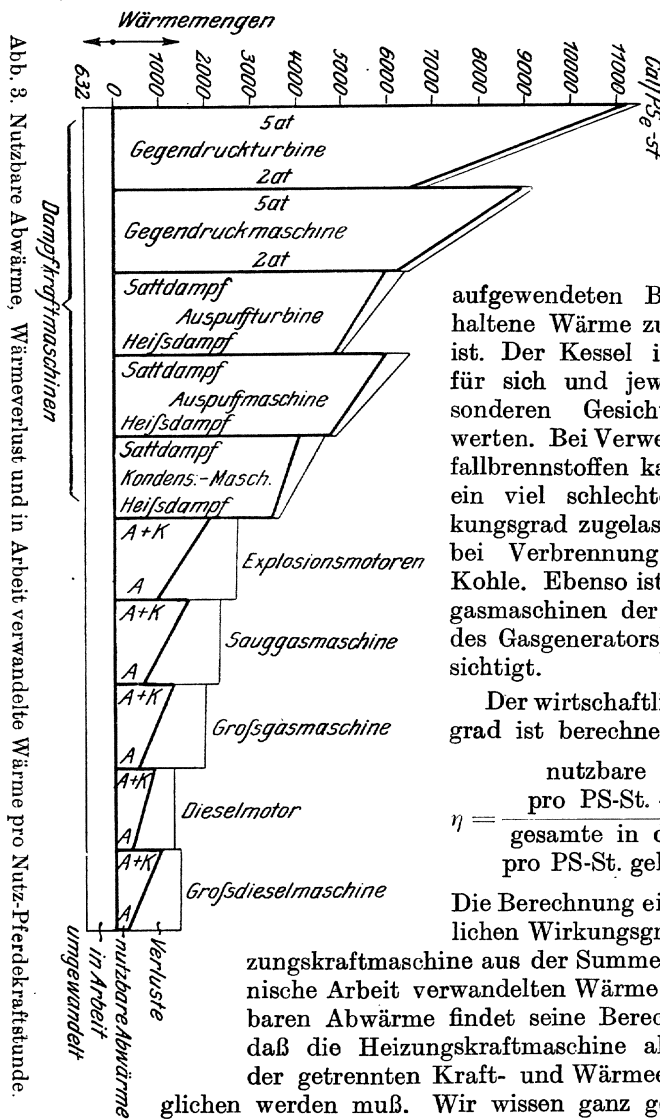 Wärmemengen
632
0
1000
2000
3000
4000
5000
6000
7000
8000
9000
10000
11000
Cal/PSe-st
5at
Gegendruckturbine
2at
5at
Gegendruckmaschine
2at
Sattdampf
Auspuffturbine
Heißdampf
Sattdampf
Auspuffmaschine
Heißdampf
Sattdampf
Kondens.-Masch.
Heißdampf
Dampfkraftmaschinen
A+K
A
Explosionsmotoren
A+K
A
Sauggasmaschine
A+K
A
Großgasmaschine
A+K
A
Dieselmotor
A+K
A
Großdieselmaschine
Verluste
nutzbare Abwärme
in Arbeit
umgewandelt
Abb. 3. Nutzbare Abwärme, Wärmeverlust und in Arbeit verwandelte Wärme pro Nutz-Pferdekraftstunde.
aufgewendeten B
haltene Wärme zu
ist. Der Kessel i
für sich und jew
sonderen Gesich
werten. Bei Verwe
fallbrennstoffen ka
ein viel schlecht
kungsgrad zugelas
bei Verbrennung
Kohle. Ebenso ist
gasmaschinen der
des Gasgenerators
sichtigt.
Der wirtschaftli
grad ist berechne
nutzbare
pro PSt-St.
η =
gesamte in d
pro PS-St. gel
Die Berechnung ei
lichen Wirkungsgr
zungskraftmaschine aus der Summe
nische Arbeit verwandelten Wärme
baren Abwärme findet seine Berec
daß die Heizungskraftmaschine al
der getrennten Kraft- und Wärmee
glichen werden muß. Wir wissen ganz g